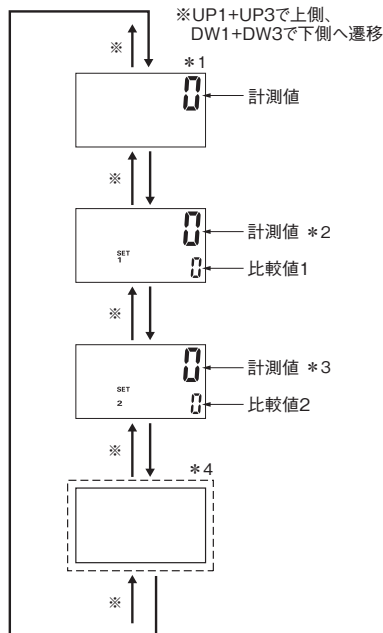 ※UP1+UP3で上側、
DW1+DW3で下側へ遷移
※
＊1
0
計測値
※
0
計測値 ＊2
SET
1
0
比較値1
※
0
計測値 ＊3
SET
2
0
比較値2
※
＊4
※